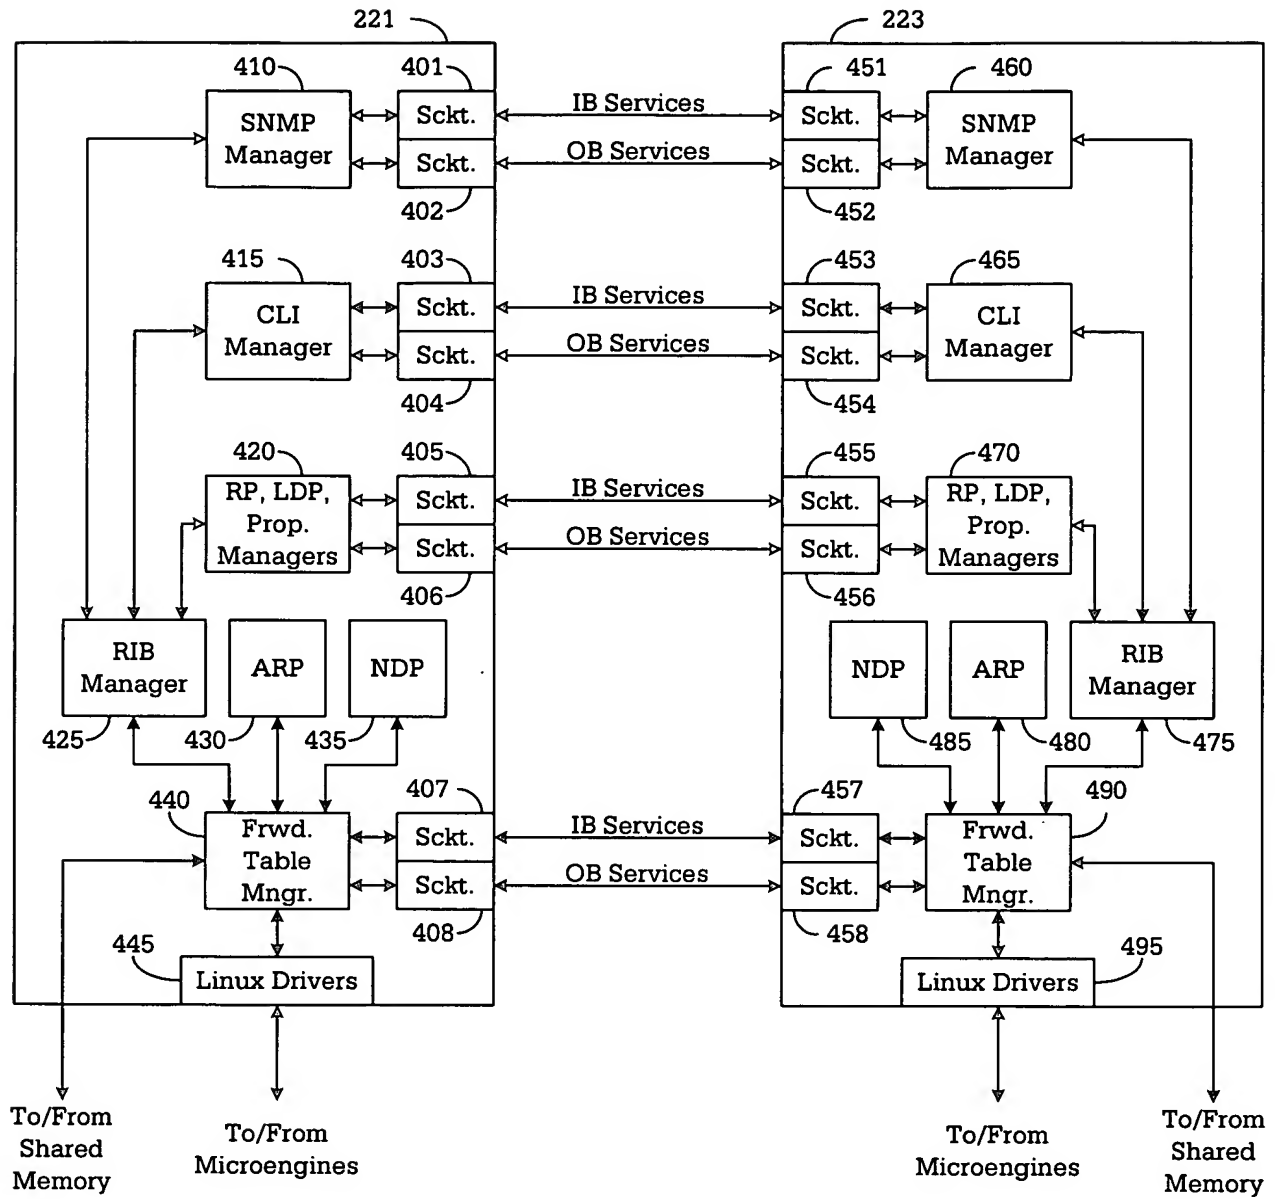 221
223
410
401
451
460
SNMP
Manager
Sckt.
IB Services
Sckt.
SNMP
Manager
Sckt.
OB Services
Sckt.
402
452
415
403
453
465
CLI
Manager
Sckt.
IB Services
Sckt.
CLI
Manager
Sckt.
OB Services
Sckt.
404
454
420
405
455
470
RP, LDP,
Prop.
Managers
Sckt.
IB Services
Sckt.
RP, LDP,
Prop.
Managers
Sckt.
OB Services
Sckt.
406
456
RIB
Manager
ARP
NDP
NDP
ARP
RIB
Manager
425
430
435
485
480
475
440
407
457
490
Frwd.
Table
Mngr.
Sckt.
IB Services
Sckt.
Frwd.
Table
Mngr.
Sckt.
OB Services
Sckt.
408
458
445
495
Linux Drivers
Linux Drivers
To/From
Shared
Memory
To/From
Microengines
To/From
Microengines
To/From
Shared
Memory